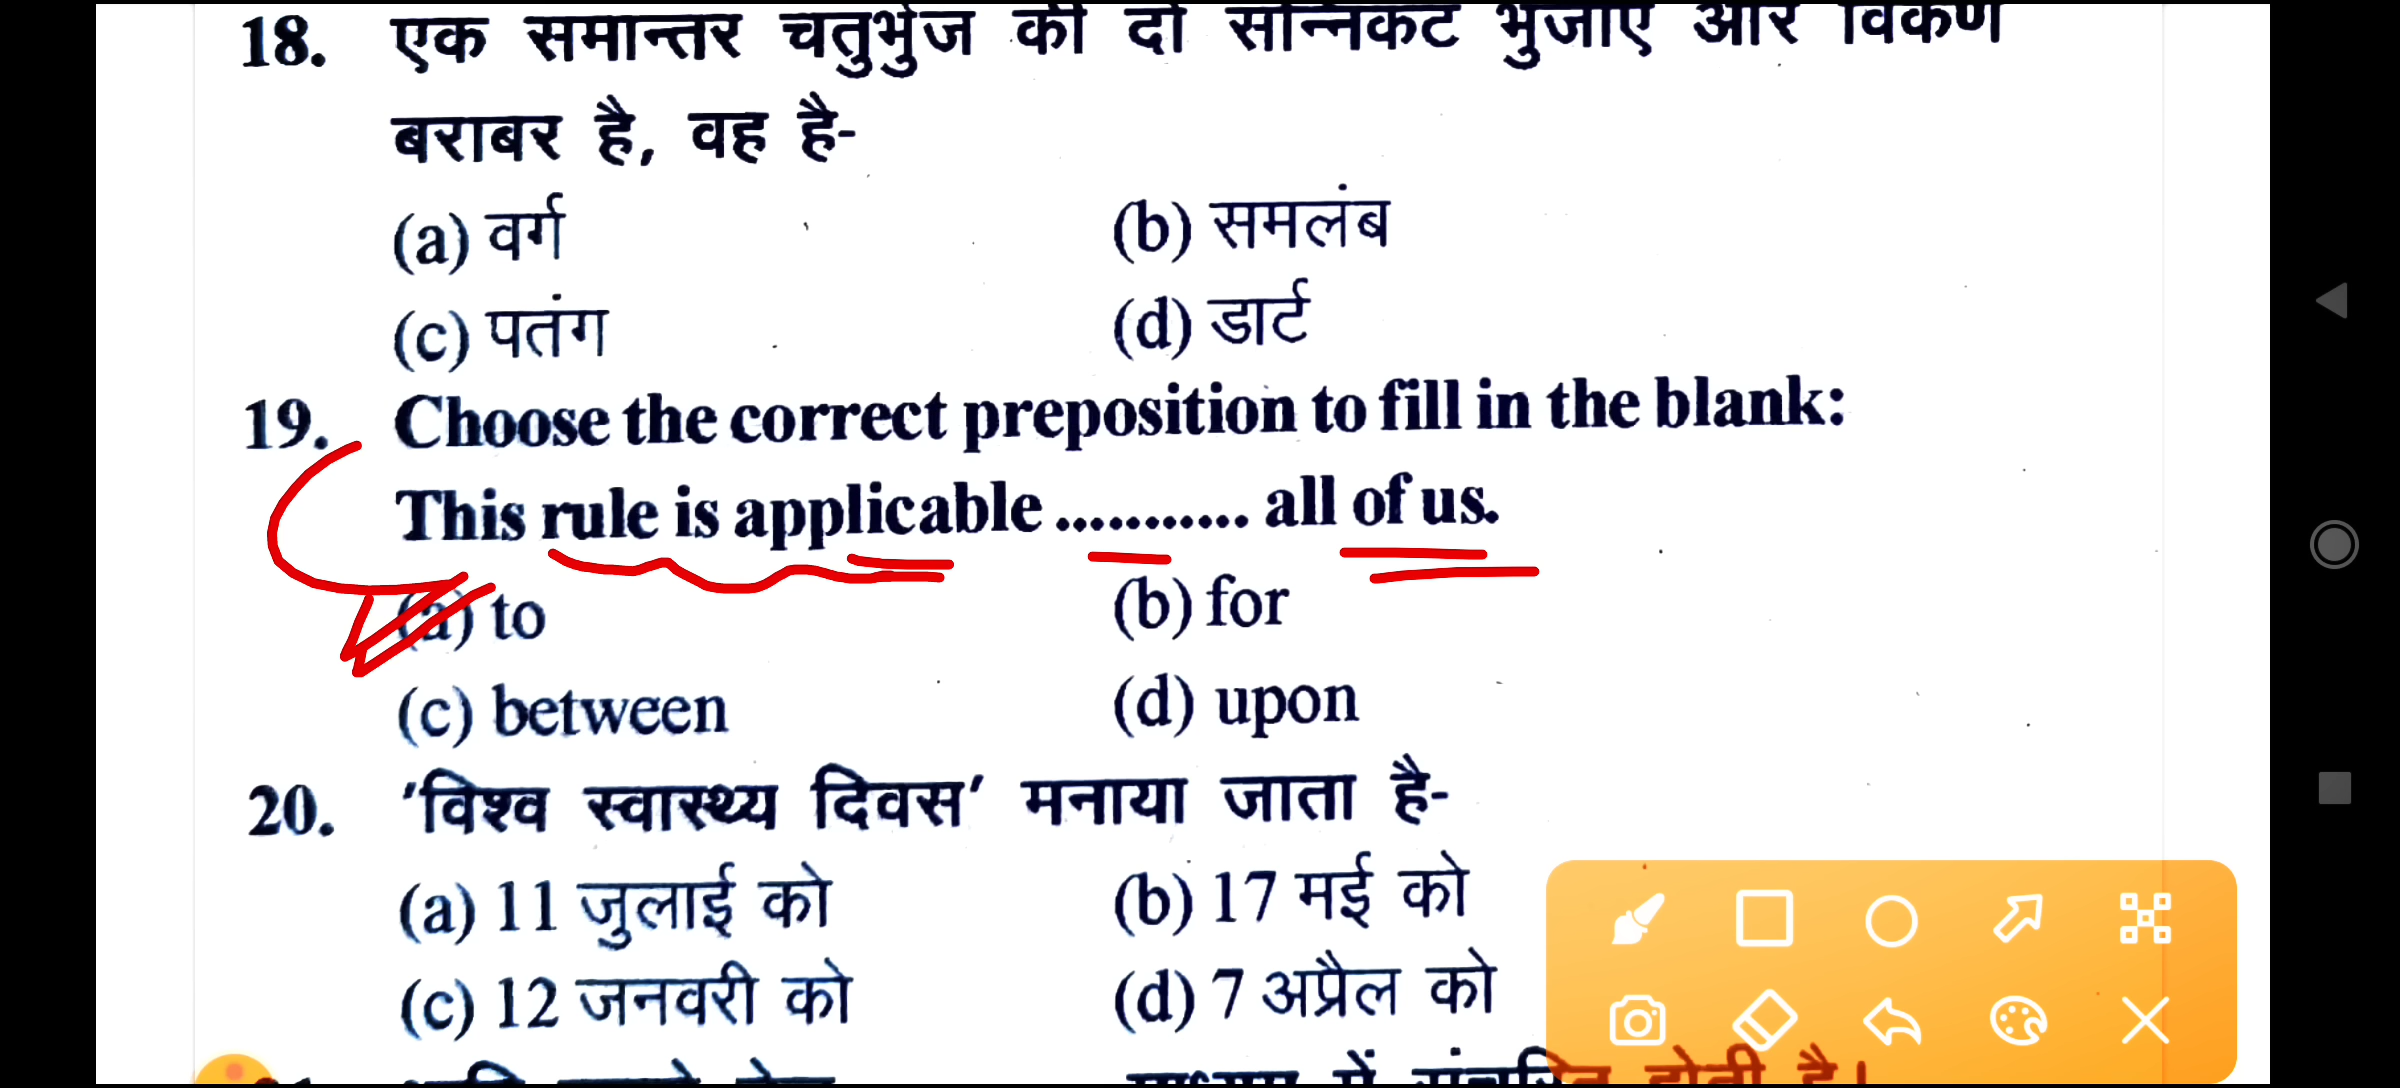 18. एक समान्तर चतुर्भुज की दो सन्निकट भुजाएँ और विकर्ण
बराबर है, वह है-
(a) वर्ग (b) समलंब
(c) पतंग (d) डार्ट
19. Choose the correct preposition to fill in the blank:
This rule is applicable ............ all of us.
(a) to (b) for
(c) between (d) upon
20. 'विश्व स्वास्थ्य दिवस' मनाया जाता है-
(a) 11 जुलाई को (b) 17 मई को
(c) 12 जनवरी को (d) 7 अप्रैल को
माध्यम में संचरित होती है।